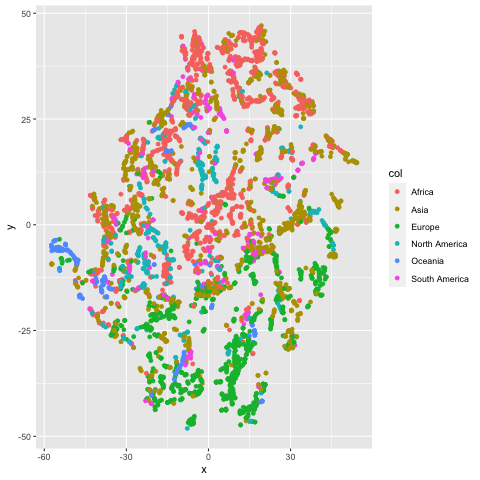 50
25
0
-25
-50
y
-60
-30
0
30
x
col
Africa
Asia
Europe
North America
Oceania
South America